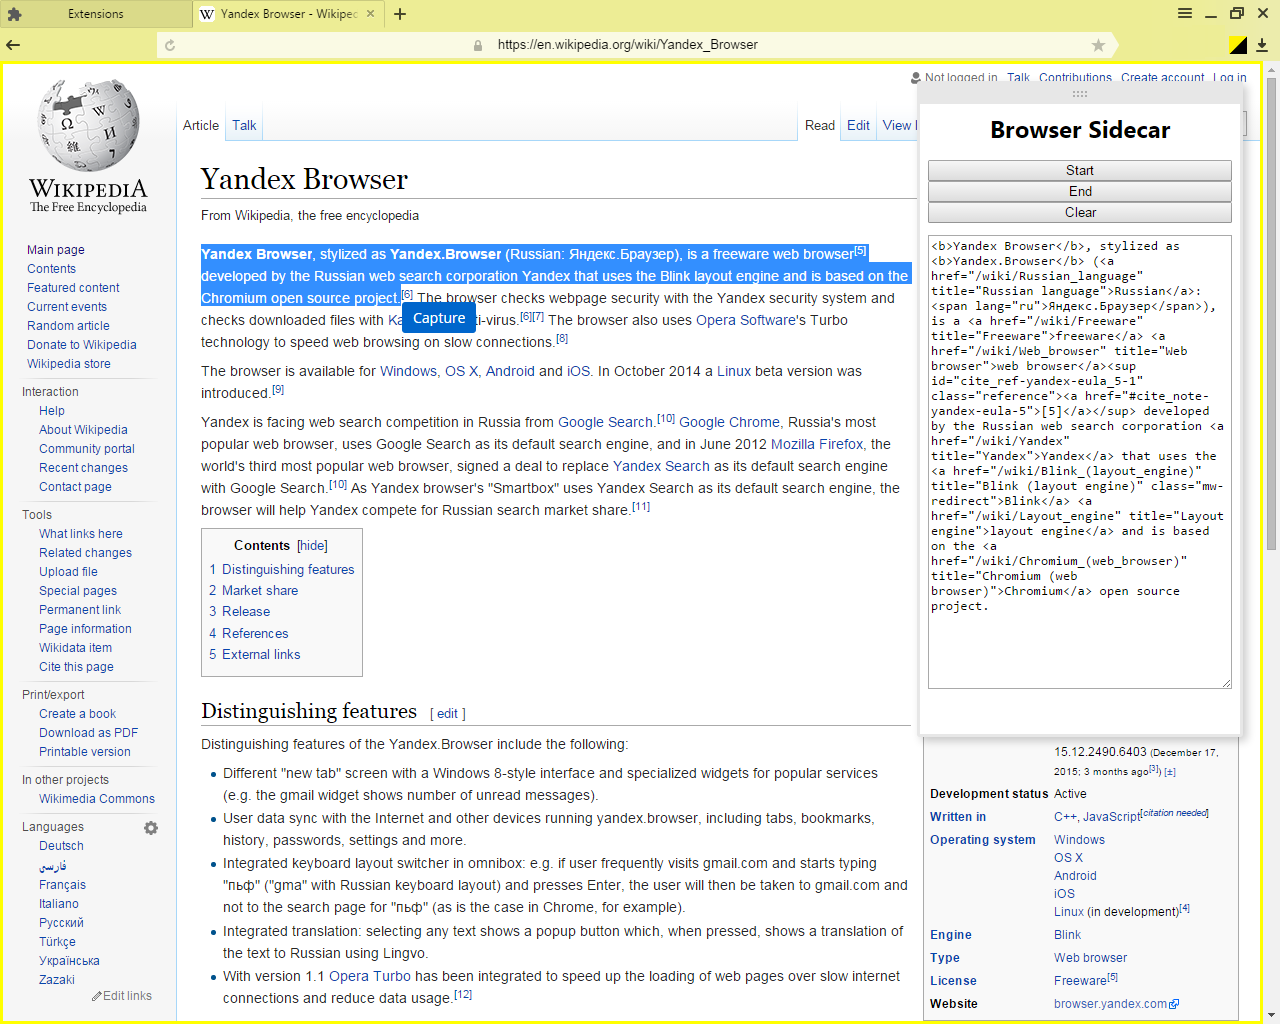 Extensions
Yandex Browser - Wikipec
https://en.wikipedia.org/wiki/Yandex_Browser
Not logged in Talk Contributions Create account Log in
Article Talk
Read Edit View
WIKIPEDIA
The Free Encyclopedia
Main page
Contents
Featured content
Current events
Random article
Donate to Wikipedia
Wikipedia store
Interaction
Help
About Wikipedia
Community portal
Recent changes
Contact page
Tools
What links here
Related changes
Upload file
Special pages
Permanent link
Page information
Wikidata item
Cite this page
Print/export
Create a book
Download as PDF
Printable version
In other projects
Wikimedia Commons
Languages
Deutsch
فارسی
Français
Italiano
Русский
Türkçe
Українська
Zazaki
Edit links
Yandex Browser
From Wikipedia, the free encyclopedia
Yandex Browser, stylized as Yandex.Browser (Russian: Яндекс.Браузер), is a freeware web browser[5]
developed by the Russian web search corporation Yandex that uses the Blink layout engine and is based on the
Chromium open source project.[6] The browser checks webpage security with the Yandex security system and
checks downloaded files with Ka ti-virus.[6][7] The browser also uses Opera Software's Turbo
Capture
technology to speed web browsing on slow connections.[8]
The browser is available for Windows, OS X, Android and iOS. In October 2014 a Linux beta version was
introduced.[9]
Yandex is facing web search competition in Russia from Google Search.[10] Google Chrome, Russia's most
popular web browser, uses Google Search as its default search engine, and in June 2012 Mozilla Firefox, the
world's third most popular web browser, signed a deal to replace Yandex Search as its default search engine
with Google Search.[10] As Yandex browser's "Smartbox" uses Yandex Search as its default search engine, the
browser will help Yandex compete for Russian search market share.[11]
Contents [hide]
1 Distinguishing features
2 Market share
3 Release
4 References
5 External links
Distinguishing features [ edit ]
Distinguishing features of the Yandex.Browser include the following:
Different "new tab" screen with a Windows 8-style interface and specialized widgets for popular services
(e.g. the gmail widget shows number of unread messages).
User data sync with the Internet and other devices running yandex.browser, including tabs, bookmarks,
history, passwords, settings and more.
Integrated keyboard layout switcher in omnibox: e.g. if user frequently visits gmail.com and starts typing
"пьф" ("gma" with Russian keyboard layout) and presses Enter, the user will then be taken to gmail.com and
not to the search page for "пьф" (as is the case in Chrome, for example).
Integrated translation: selecting any text shows a popup button which, when pressed, shows a translation of
the text to Russian using Lingvo.
With version 1.1 Opera Turbo has been integrated to speed up the loading of web pages over slow internet
connections and reduce data usage.[12]
Browser Sidecar
Start
End
Clear
<b>Yandex Browser</b>, stylized as
<b>Yandex.Browser</b> (<a
href="/wiki/Russian_language"
title="Russian language">Russian</a>:
<span lang="ru">Яндекс.Браузер</span>),
is a <a href="/wiki/Freeware"
title="Freeware">freeware</a> <a
href="/wiki/Web_browser" title="Web
browser">web browser</a><sup
id="cite_ref-yandex-eula_5-1"
class="reference"><a href="#cite_note-
yandex-eula-5">[5]</a></sup> developed
by the Russian web search corporation <a
href="/wiki/Yandex"
title="Yandex">Yandex</a> that uses the
<a href="/wiki/Blink_(layout_engine)"
title="Blink (layout engine)" class="mw-
redirect">Blink</a> <a
href="/wiki/Layout_engine" title="Layout
engine">layout engine</a> and is based
on the <a
href="/wiki/Chromium_(web_browser)"
title="Chromium (web
browser)">Chromium</a> open source
project.
15.12.2490.6403 (December 17,
2015; 3 months ago[3]) [±]
Development status Active
Written in C++, JavaScript[citation needed]
Operating system Windows
OS X
Android
iOS
Linux (in development)[4]
Engine Blink
Type Web browser
License Freeware[5]
Website browser.yandex.com